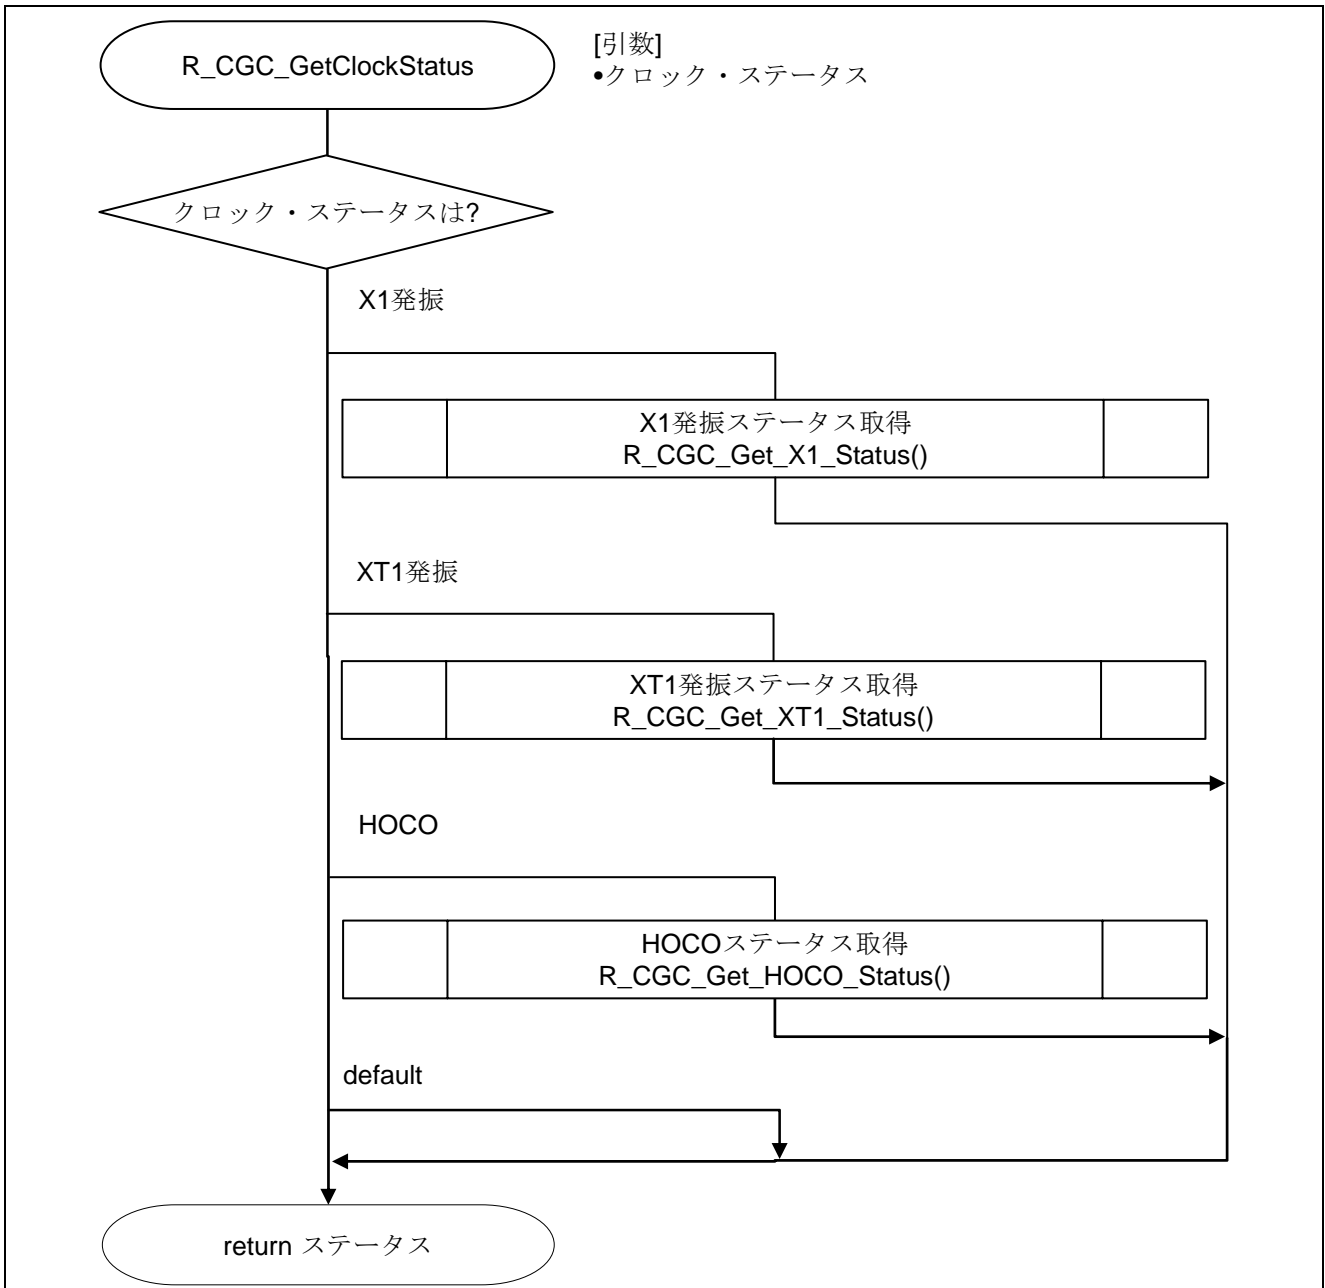 R_CGC_GetClockStatus
[引数]
•クロック・ステータス
クロック・ステータスは?
X1発振
X1発振ステータス取得
R_CGC_Get_X1_Status()
XT1発振
XT1発振ステータス取得
R_CGC_Get_XT1_Status()
HOCO
HOCOステータス取得
R_CGC_Get_HOCO_Status()
default
return ステータス